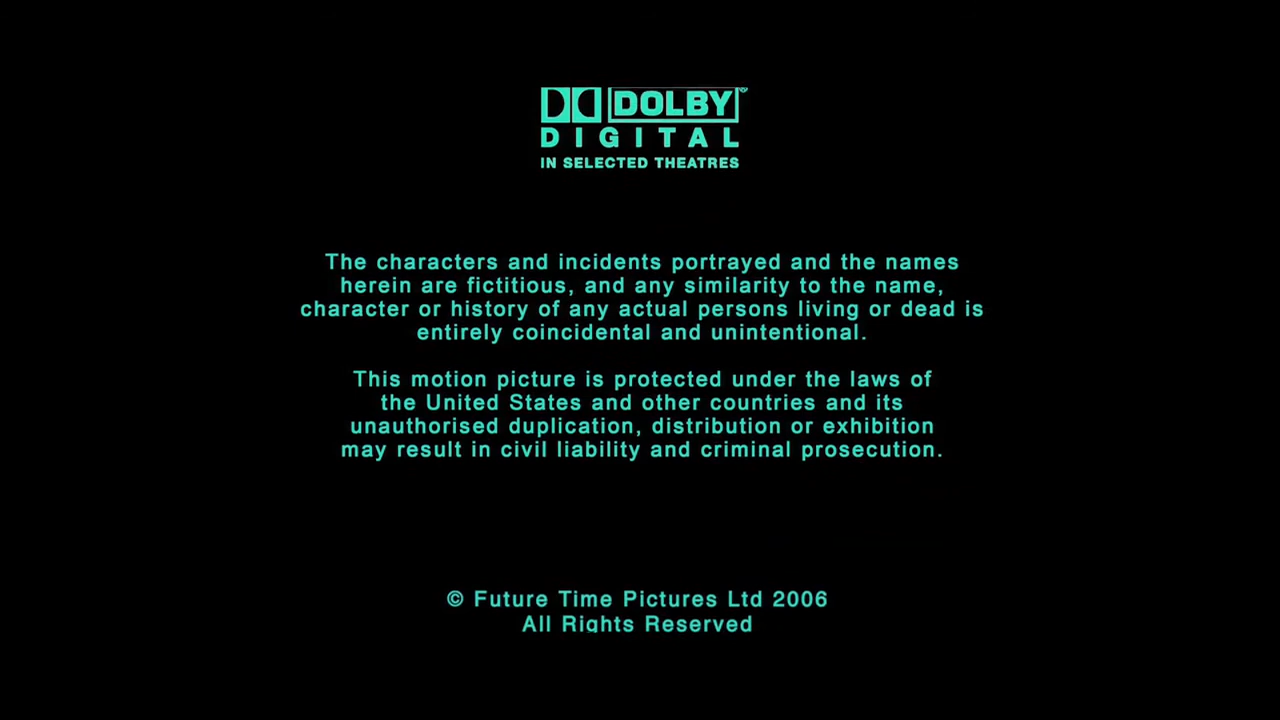 DOLBY
DIGITAL
IN SELECTED THEATRES
The characters and incidents portrayed and the names
herein are fictitious, and any similarity to the name,
character or history of any actual persons living or dead is
entirely coincidental and unintentional.
This motion picture is protected under the laws of
the United States and other countries and its
unauthorised duplication, distribution or exhibition
may result in civil liability and criminal prosecution.
© Future Time Pictures Ltd 2006
All Rights Reserved